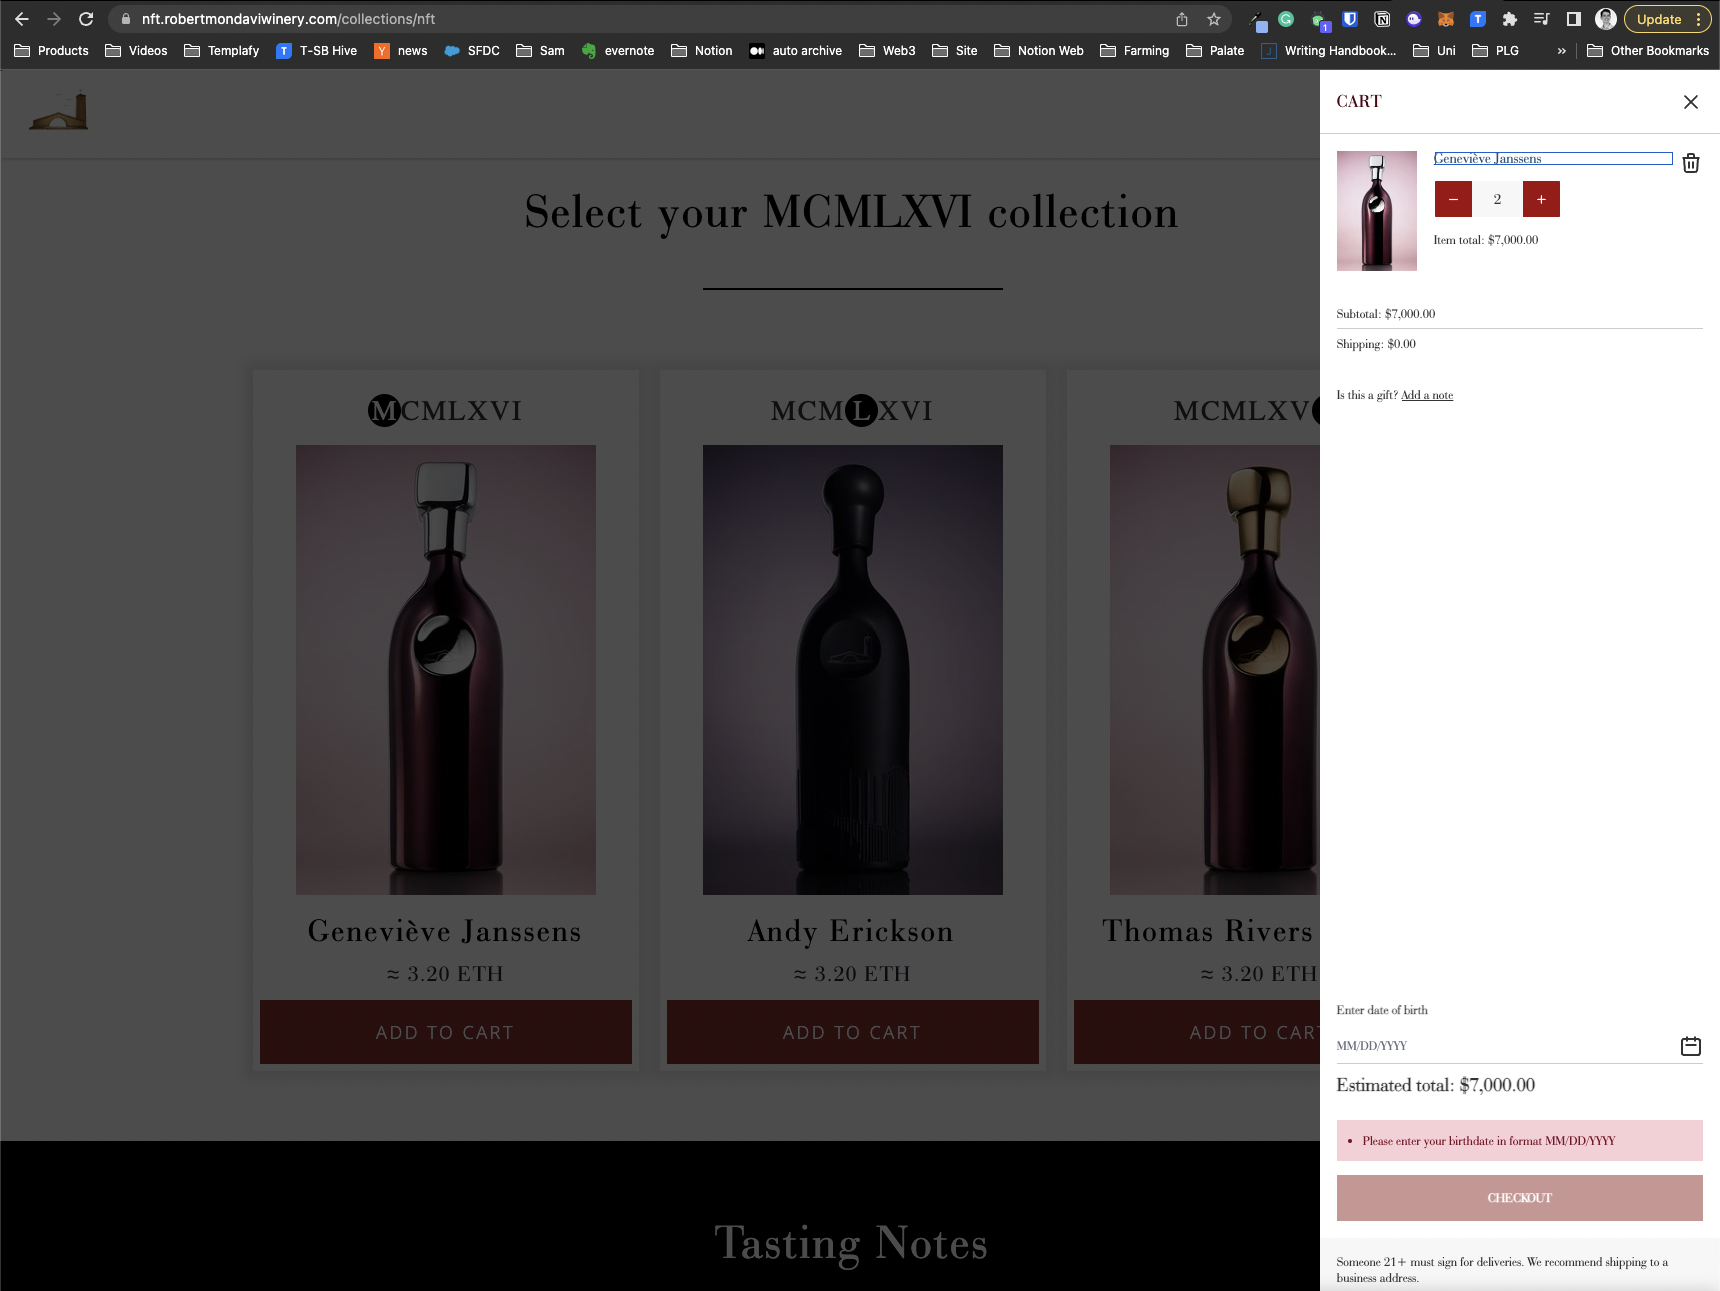 nft.robertmondaviwinery.com/collections/nft
Update
Products
Videos
Templafy
T-SB Hive
news
SFDC
Sam
evernote
Notion
auto archive
Web3
Site
Notion Web
Farming
Palate
Writing Handbook...
Uni
PLG
»
Other Bookmarks
CART
Geneviève Janssens
− 2 +
Item total: $7,000.00
Subtotal: $7,000.00
Shipping: $0.00
Is this a gift? Add a note
Select your MCMLXVI collection
MCMLXVI
Geneviève Janssens
≈ 3.20 ETH
ADD TO CART
MCMLXVI
Andy Erickson
≈ 3.20 ETH
ADD TO CART
MCMLXV
Thomas Rivers
≈ 3.20 ETH
ADD TO CART
Tasting Notes
Enter date of birth
MM/DD/YYYY
Estimated total: $7,000.00
• Please enter your birthdate in format MM/DD/YYYY
CHECKOUT
Someone 21+ must sign for deliveries. We recommend shipping to a
business address.